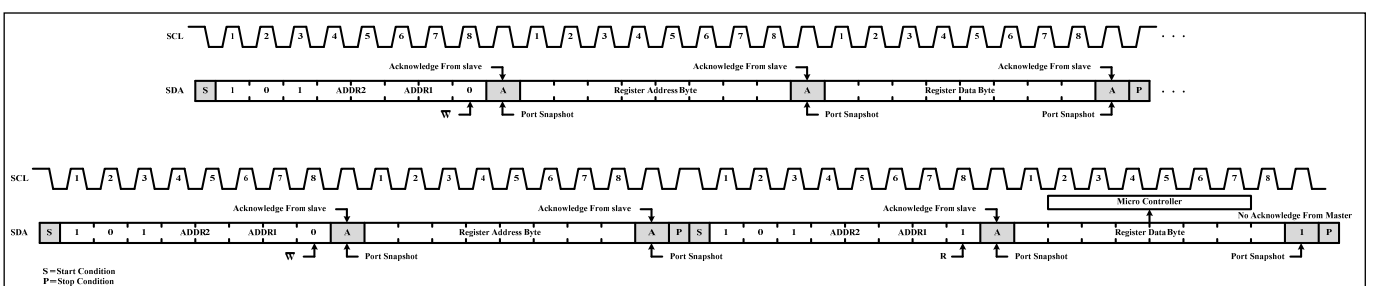 SCL 1 2 3 4 5 6 7 8 1 2 3 4 5 6 7 8 1 2 3 4 5 6 7 8 . . .
Acknowledge From slave Acknowledge From slave Acknowledge From slave
SDA S 1 0 1 ADDR2 ADDR1 0 A Register Address Byte A Register Data Byte A P . . .
W Port Snapshot Port Snapshot Port Snapshot
SCL 1 2 3 4 5 6 7 8 1 2 3 4 5 6 7 8 1 2 3 4 5 6 7 8 1 2 3 4 5 6 7 8
Micro Controller
Acknowledge From slave Acknowledge From slave Acknowledge From slave No Acknowledge From Master
SDA S 1 0 1 ADDR2 ADDR1 0 A Register Address Byte A P S 1 0 1 ADDR2 ADDR1 1 A Register Data Byte 1 P
W Port Snapshot Port Snapshot R Port Snapshot Port Snapshot
S=Start Condition
P=Stop Condition